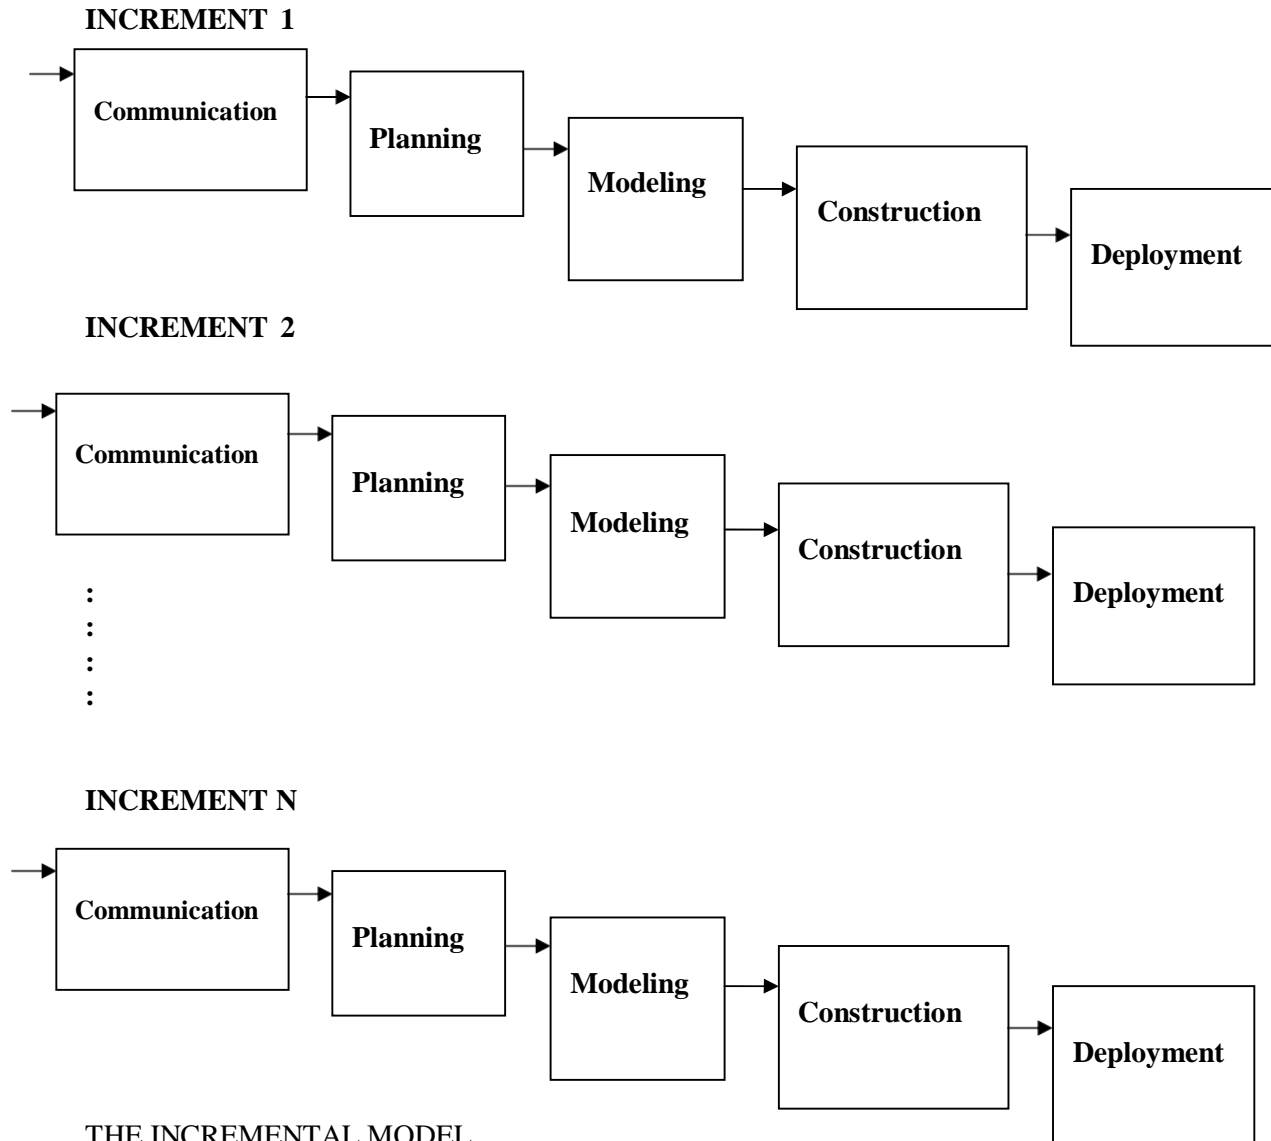 INCREMENT 1
Communication
Planning
Modeling
Construction
Deployment
INCREMENT 2
Communication
Planning
Modeling
Construction
Deployment
:
:
:
:
INCREMENT N
Communication
Planning
Modeling
Construction
Deployment
THE INCREMENTAL MODEL